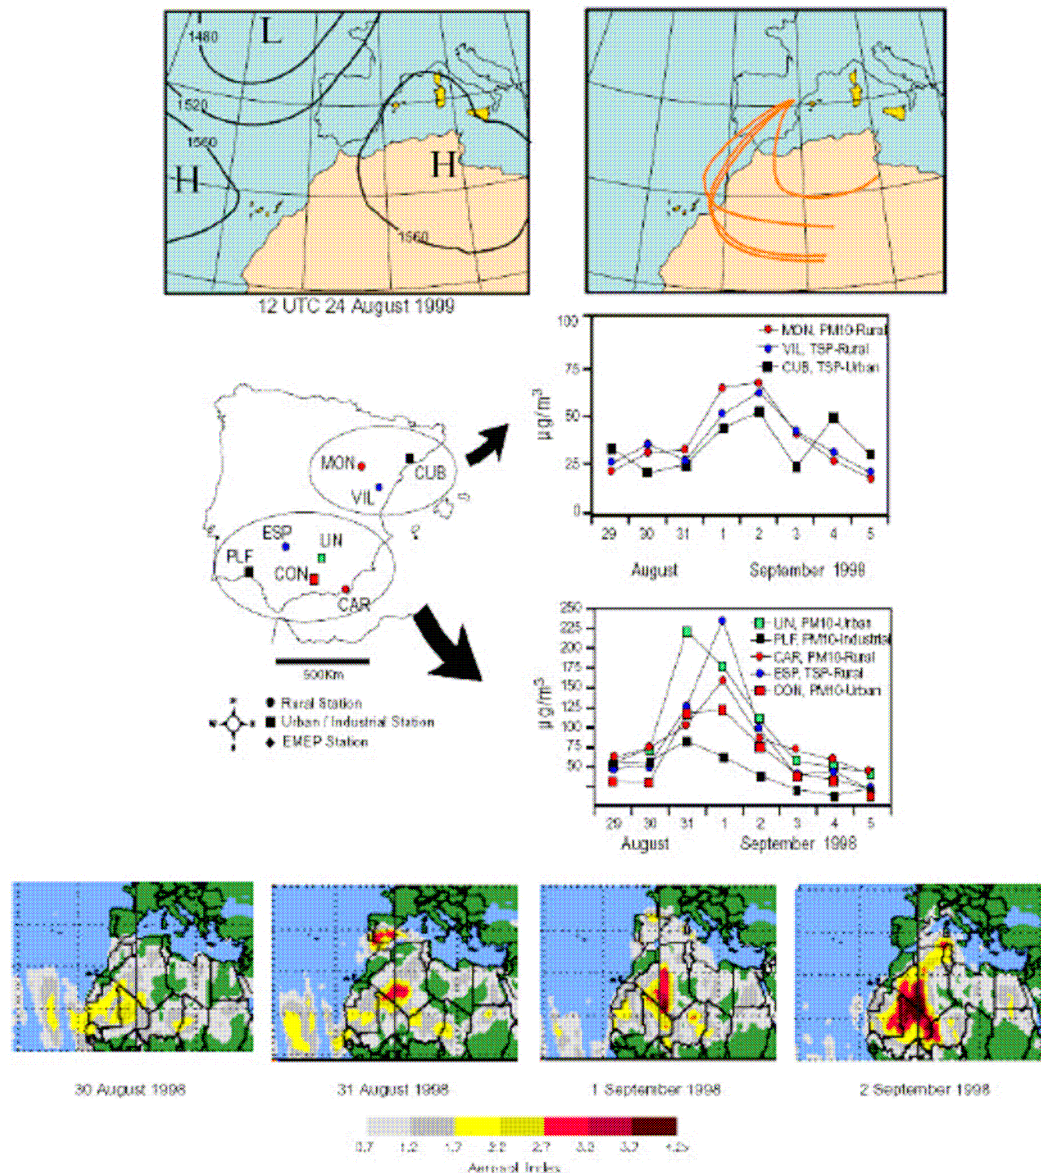 1480
L
1520
1560
H
H
1560
12 UTC 24 August 1999
100
75
50
25
0
µg/m³
MON, PM10-Rural
VIL, TSP-Rural
CUB, TSP-Urban
29 30 31 1 2 3 4 5
August September 1998
MON
CUB
VIL
ESP
LIN
PLF
CON
CAR
500Km
Rural Station
Urban / Industrial Station
EMEP Station
250
225
200
175
150
125
100
75
50
µg/m³
LIN, PM10-Urban
PLF, PM10-Industrial
CAR, PM10-Rural
ESP, TSP-Rural
CON, PM10-Urban
29 30 31 1 2 3 4 5
August September 1998
30 August 1998
31 August 1998
1 September 1998
2 September 1998
0.7 1.2 1.7 2.2 2.7 3.2 3.7
Aerosol Index